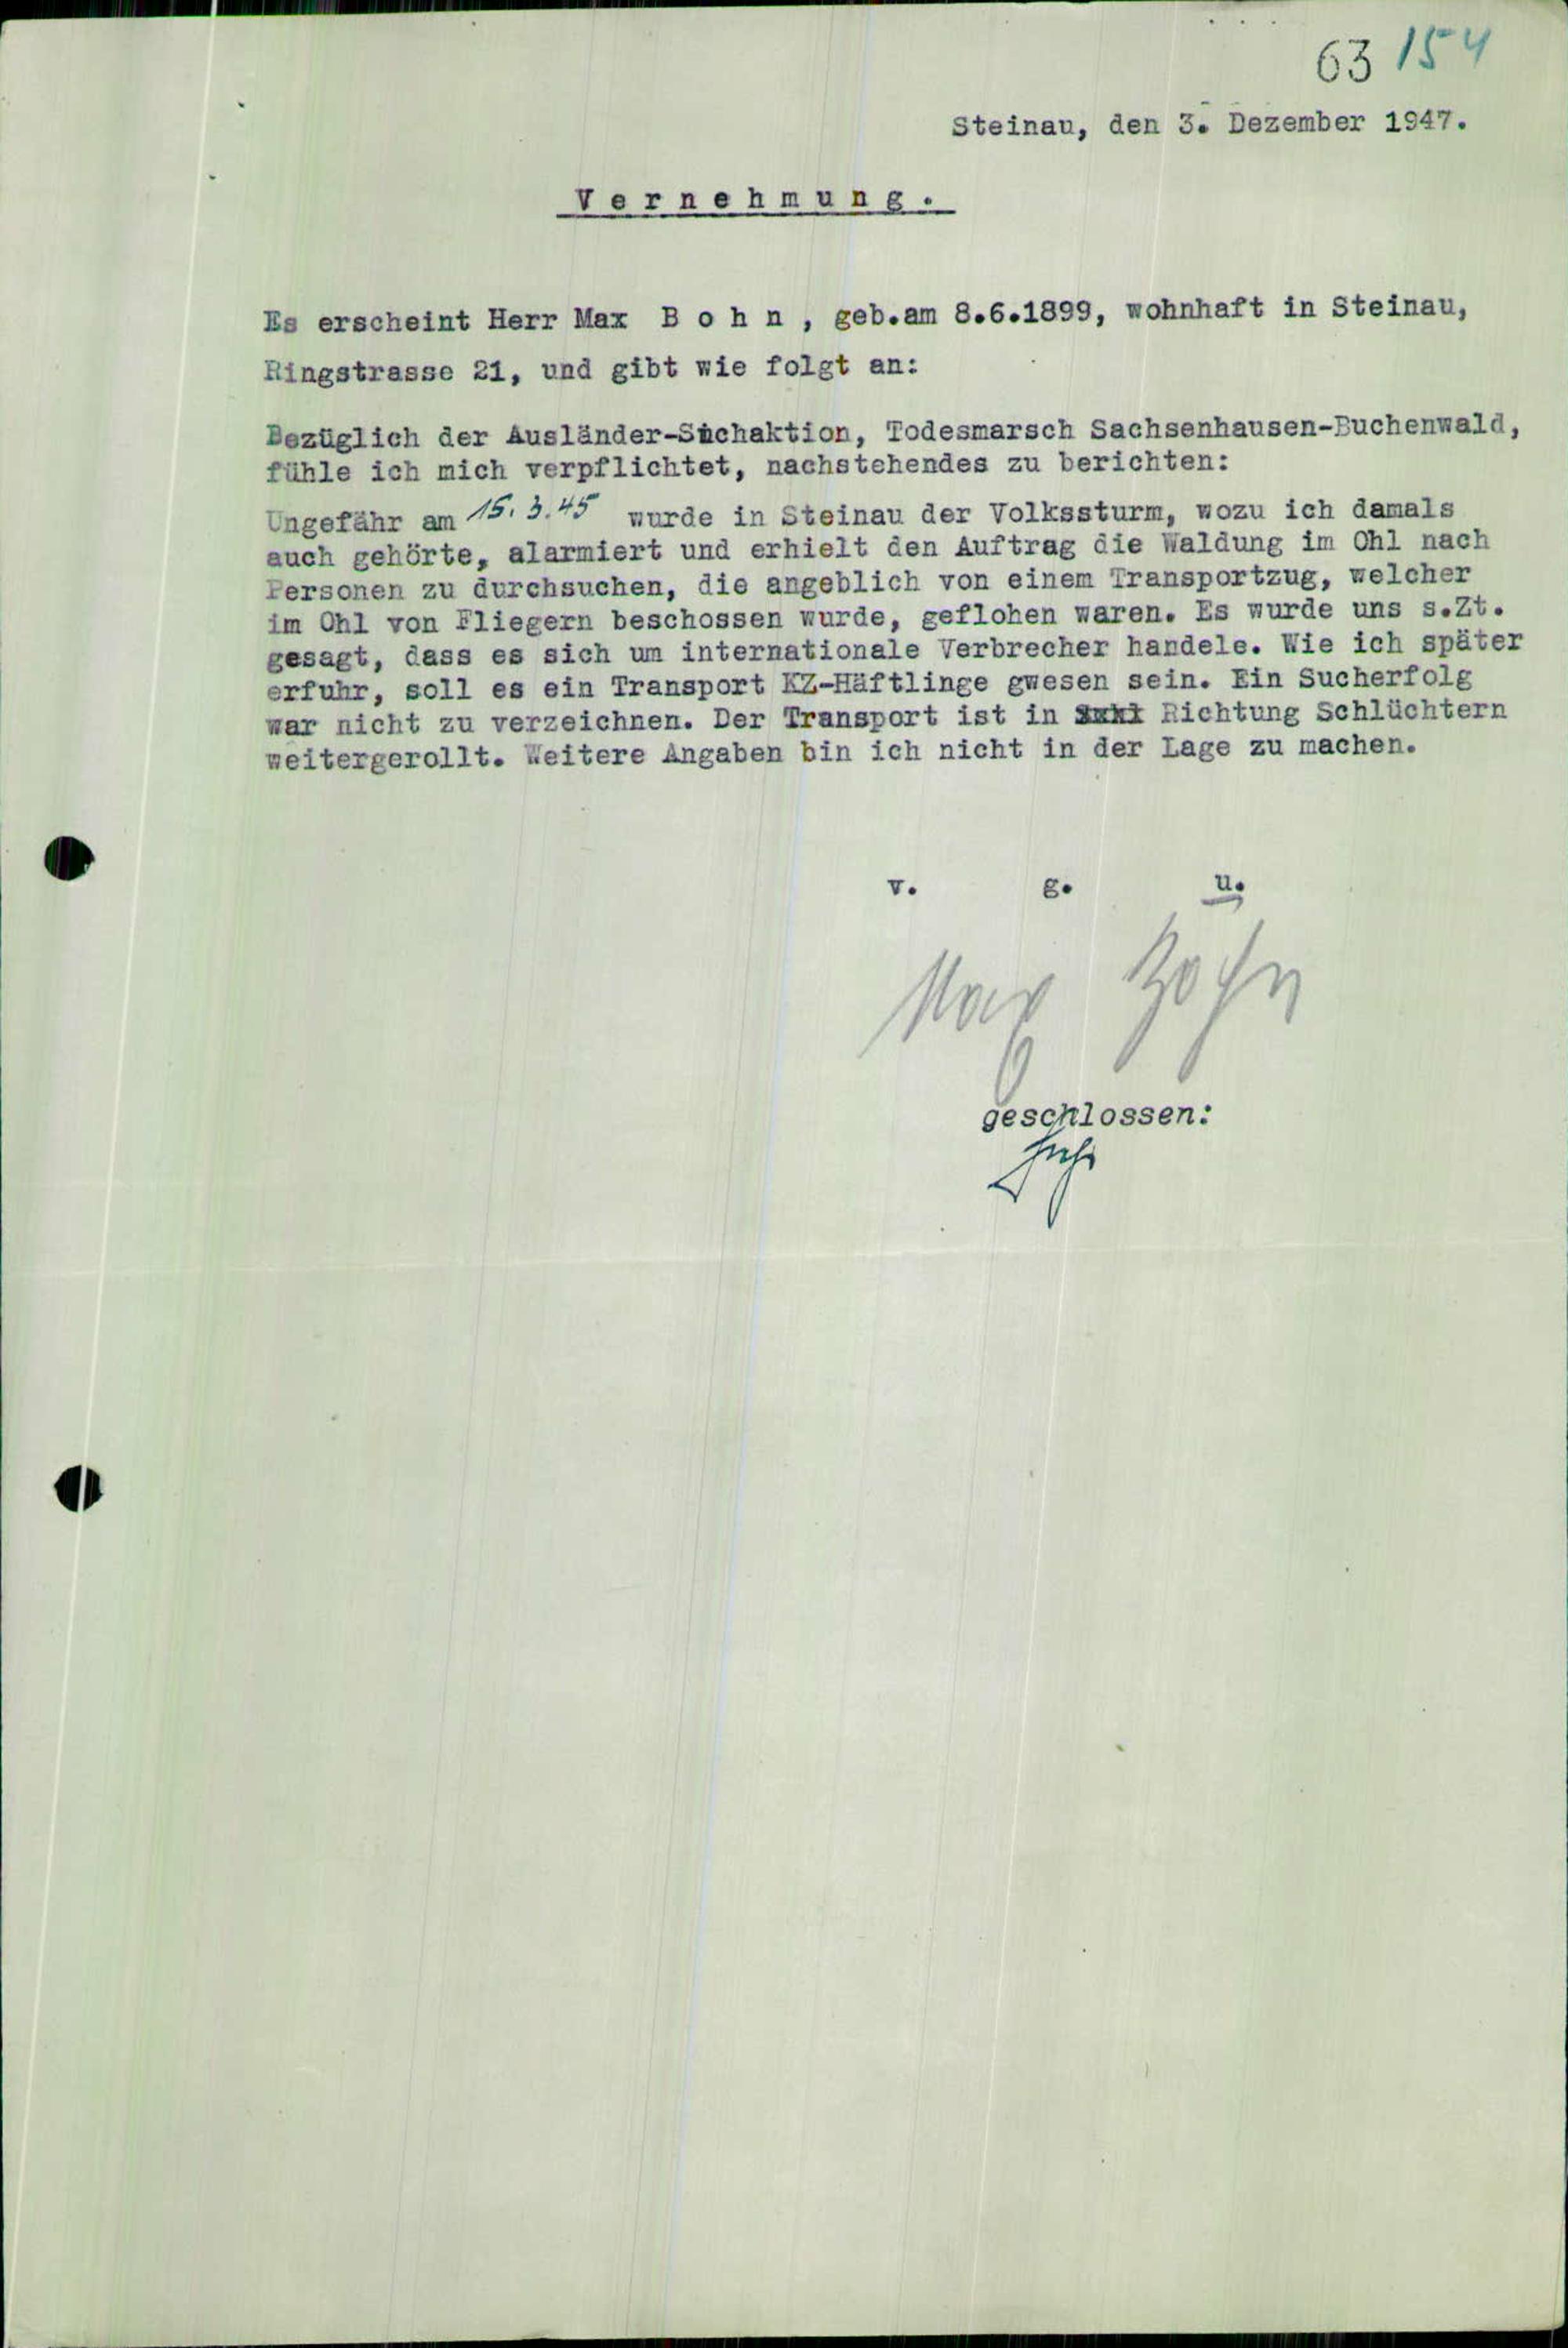 63 154
Steinau, den 3. Dezember 1947.
V e r n e h m u n g .
Es erscheint Herr Max B o h n , geb.am 8.6.1899, wohnhaft in Steinau,
Ringstrasse 21, und gibt wie folgt an:
Bezüglich der Ausländer-Suchaktion, Todesmarsch Sachsenhausen-Buchenwald,
fühle ich mich verpflichtet, nachstehendes zu berichten:
Ungefähr am 15.3.45 wurde in Steinau der Volkssturm, wozu ich damals
auch gehörte, alarmiert und erhielt den Auftrag die Waldung im Ohl nach
Personen zu durchsuchen, die angeblich von einem Transportzug, welcher
im Ohl von Fliegern beschossen wurde, geflohen waren. Es wurde uns s.Zt.
gesagt, dass es sich um internationale Verbrecher handele. Wie ich später
erfuhr, soll es ein Transport KZ-Häftlinge gwesen sein. Ein Sucherfolg
war nicht zu verzeichnen. Der Transport ist in Richtung Schlüchtern
weitergerollt. Weitere Angaben bin ich nicht in der Lage zu machen.
v. g. u.
Max Bohn
geschlossen: